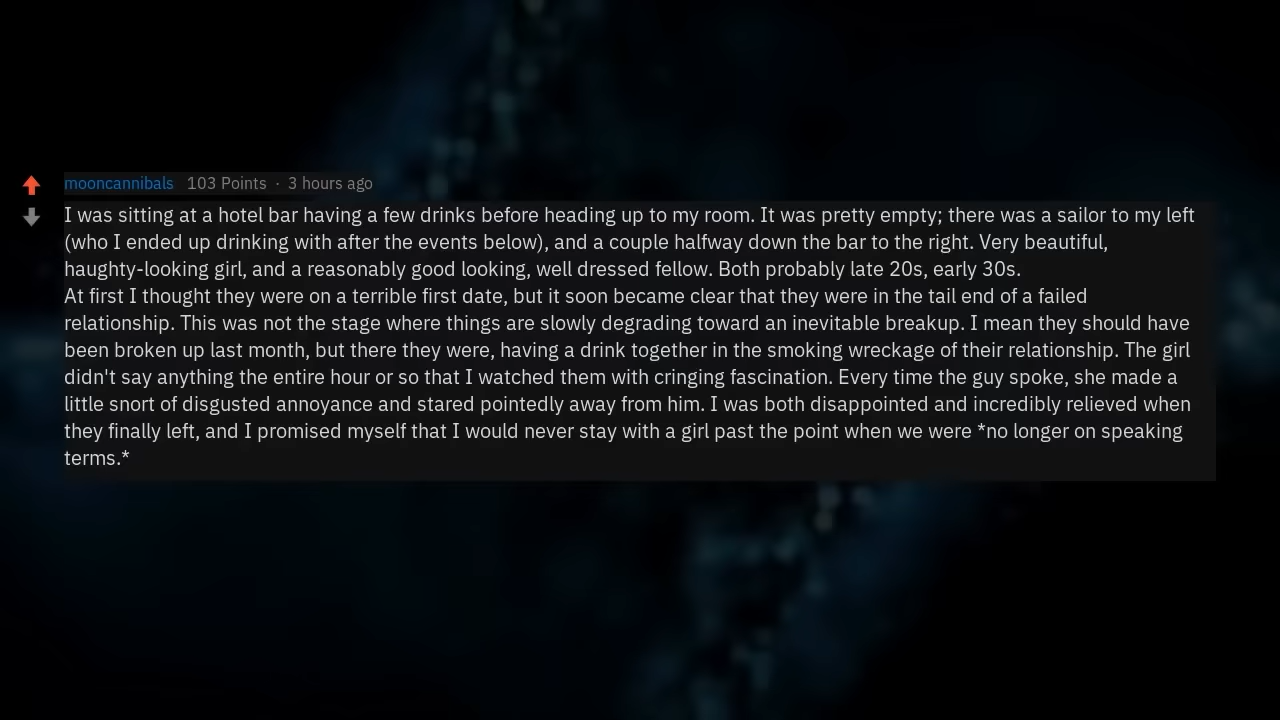 mooncannibals 103 Points · 3 hours ago
I was sitting at a hotel bar having a few drinks before heading up to my room. It was pretty empty; there was a sailor to my left
(who I ended up drinking with after the events below), and a couple halfway down the bar to the right. Very beautiful,
haughty-looking girl, and a reasonably good looking, well dressed fellow. Both probably late 20s, early 30s.
At first I thought they were on a terrible first date, but it soon became clear that they were in the tail end of a failed
relationship. This was not the stage where things are slowly degrading toward an inevitable breakup. I mean they should have
been broken up last month, but there they were, having a drink together in the smoking wreckage of their relationship. The girl
didn't say anything the entire hour or so that I watched them with cringing fascination. Every time the guy spoke, she made a
little snort of disgusted annoyance and stared pointedly away from him. I was both disappointed and incredibly relieved when
they finally left, and I promised myself that I would never stay with a girl past the point when we were *no longer on speaking
terms.*